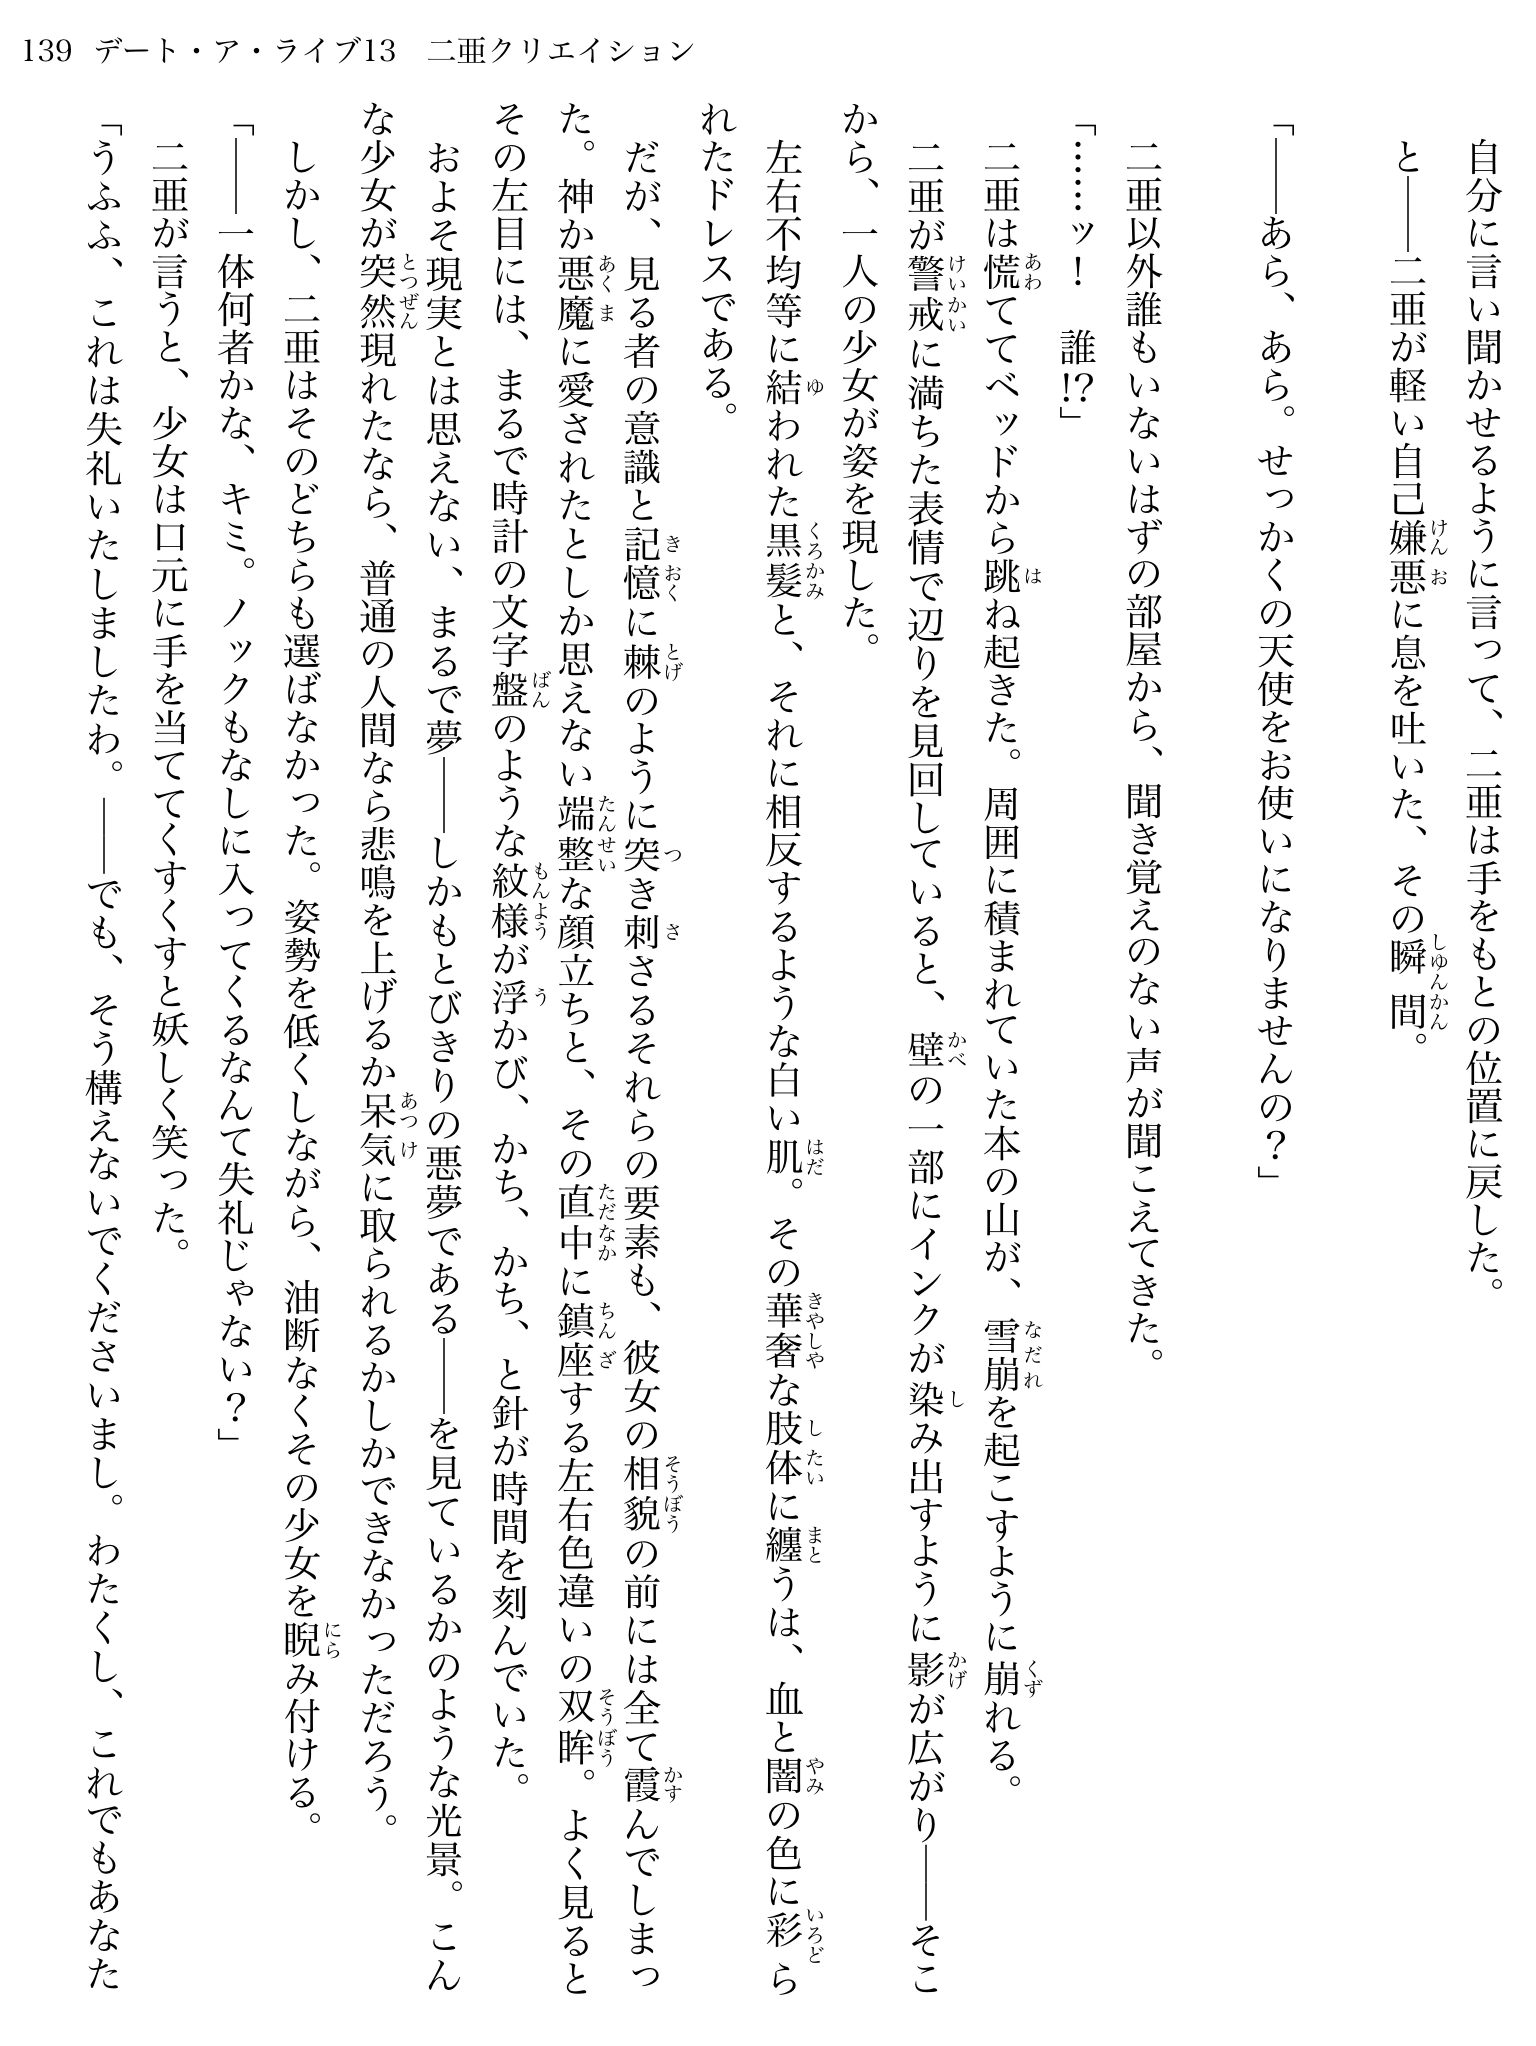 139 デート・ア・ライブ13　二亜クリエイション
　自分に言い聞かせるように言って、二亜は手をもとの位置に戻した。
　と――二亜が軽い自己嫌悪に息を吐いた、その瞬間。
「――あら、あら。せっかくの天使をお使いになりませんの？」
　二亜以外誰もいないはずの部屋から、聞き覚えのない声が聞こえてきた。
「……ッ！　誰!?」
　二亜は慌ててベッドから跳ね起きた。周囲に積まれていた本の山が、雪崩を起こすように崩れる。
　二亜が警戒に満ちた表情で辺りを見回していると、壁の一部にインクが染み出すように影が広がり――そこ
から、一人の少女が姿を現した。
　左右不均等に結われた黒髪と、それに相反するような白い肌。その華奢な肢体に纏うは、血と闇の色に彩ら
れたドレスである。
　だが、見る者の意識と記憶に棘のように突き刺さるそれらの要素も、彼女の相貌の前には全て霞んでしまっ
た。神か悪魔に愛されたとしか思えない端整な顔立ちと、その直中に鎮座する左右色違いの双眸。よく見ると
その左目には、まるで時計の文字盤のような紋様が浮かび、かち、かち、と針が時間を刻んでいた。
　およそ現実とは思えない、まるで夢――しかもとびきりの悪夢である――を見ているかのような光景。こん
な少女が突然現れたなら、普通の人間なら悲鳴を上げるか呆気に取られるかしかできなかっただろう。
　しかし、二亜はそのどちらも選ばなかった。姿勢を低くしながら、油断なくその少女を睨み付ける。
「――一体何者かな、キミ。ノックもなしに入ってくるなんて失礼じゃない？」
　二亜が言うと、少女は口元に手を当ててくすくすと妖しく笑った。
「うふふ、これは失礼いたしましたわ。――でも、そう構えないでくださいまし。わたくし、これでもあなた